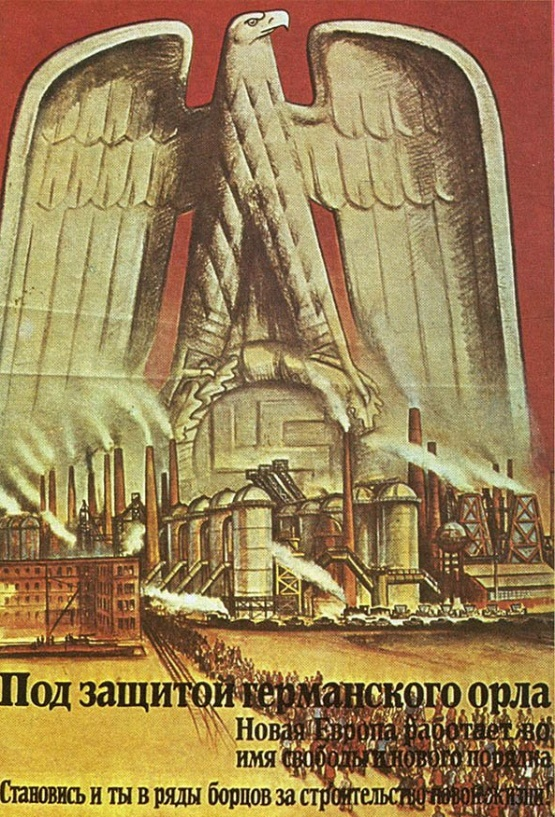 Под защитой германского орла
Новая Европа работает во
имя свободы и нового порядка
Становись и ты в ряды борцов за строительство новой жизни!